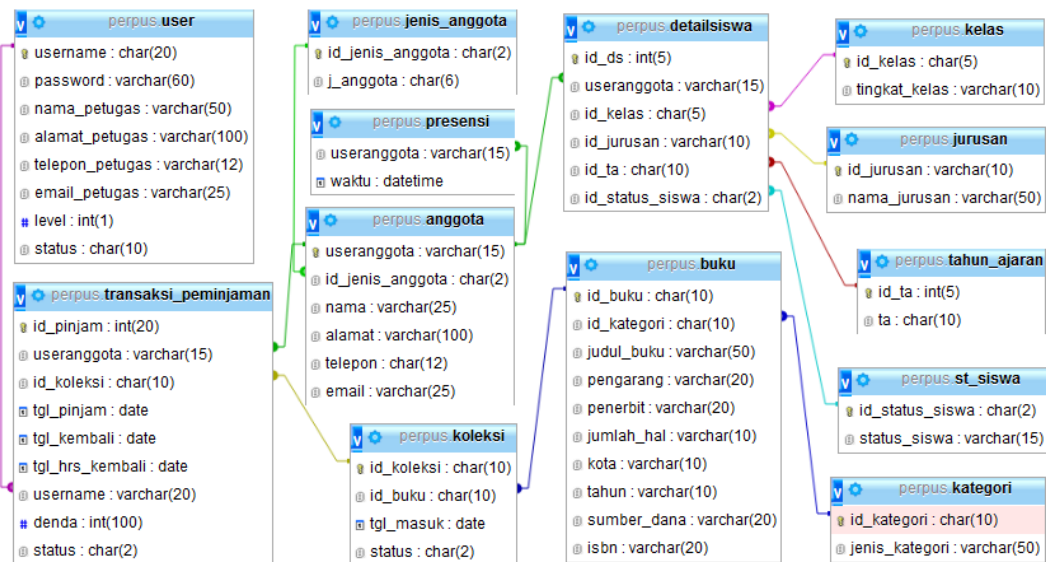 perpus.user
username : char(20)
password : varchar(60)
nama_petugas : varchar(50)
alamat_petugas : varchar(100)
telepon_petugas : varchar(12)
email_petugas : varchar(25)
# level : int(1)
status : char(10)
perpus.transaksi_peminjaman
id_pinjam : int(20)
useranggota : varchar(15)
id_koleksi : char(10)
tgl_pinjam : date
tgl_kembali : date
tgl_hrs_kembali : date
username : varchar(20)
# denda : int(100)
status : char(2)
perpus.jenis_anggota
id_jenis_anggota : char(2)
j_anggota : char(6)
perpus.presensi
useranggota : varchar(15)
waktu : datetime
perpus.anggota
useranggota : varchar(15)
id_jenis_anggota : char(2)
nama : varchar(25)
alamat : varchar(100)
telepon : char(12)
email : varchar(25)
perpus.koleksi
id_koleksi : char(10)
id_buku : char(10)
tgl_masuk : date
status : char(2)
perpus.detailsiswa
id_ds : int(5)
useranggota : varchar(15)
id_kelas : char(5)
id_jurusan : varchar(10)
id_ta : char(10)
id_status_siswa : char(2)
perpus.buku
id_buku : char(10)
id_kategori : char(10)
judul_buku : varchar(50)
pengarang : varchar(20)
penerbit : varchar(20)
jumlah_hal : varchar(10)
kota : varchar(10)
tahun : varchar(10)
sumber_dana : varchar(20)
isbn : varchar(20)
perpus.kelas
id_kelas : char(5)
tingkat_kelas : varchar(10)
perpus.jurusan
id_jurusan : varchar(10)
nama_jurusan : varchar(50)
perpus.tahun_ajaran
id_ta : int(5)
ta : char(10)
perpus.st_siswa
id_status_siswa : char(2)
status_siswa : varchar(15)
perpus.kategori
id_kategori : char(10)
jenis_kategori : varchar(50)